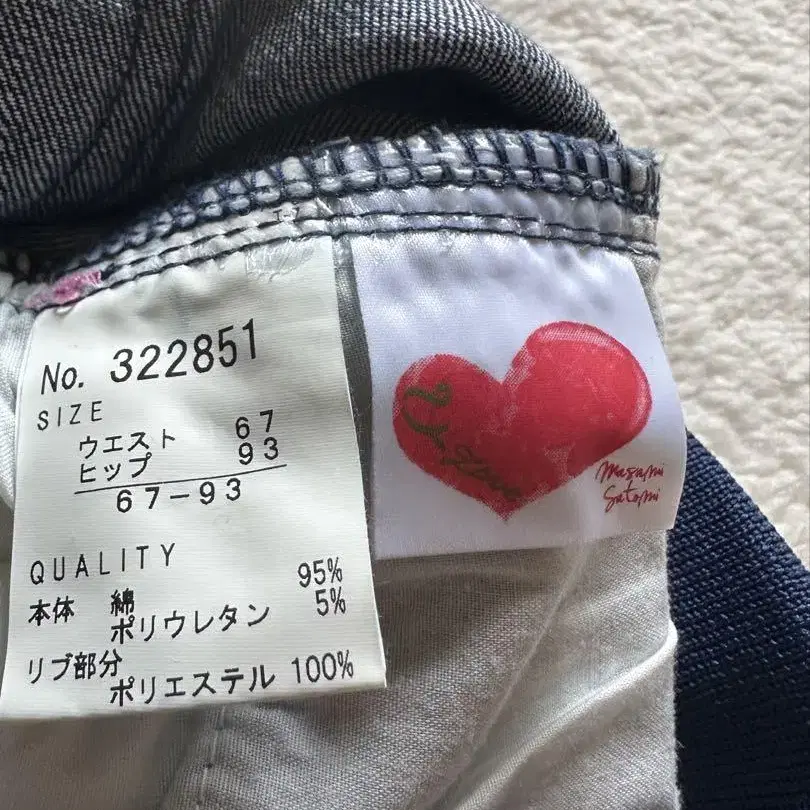 No. 322851
SIZE
ウエスト 67
ヒップ 93
67-93
QUALITY
本体 綿 95%
ポリウレタン 5%
リブ部分
ポリエステル 100%
Masami
Satomi